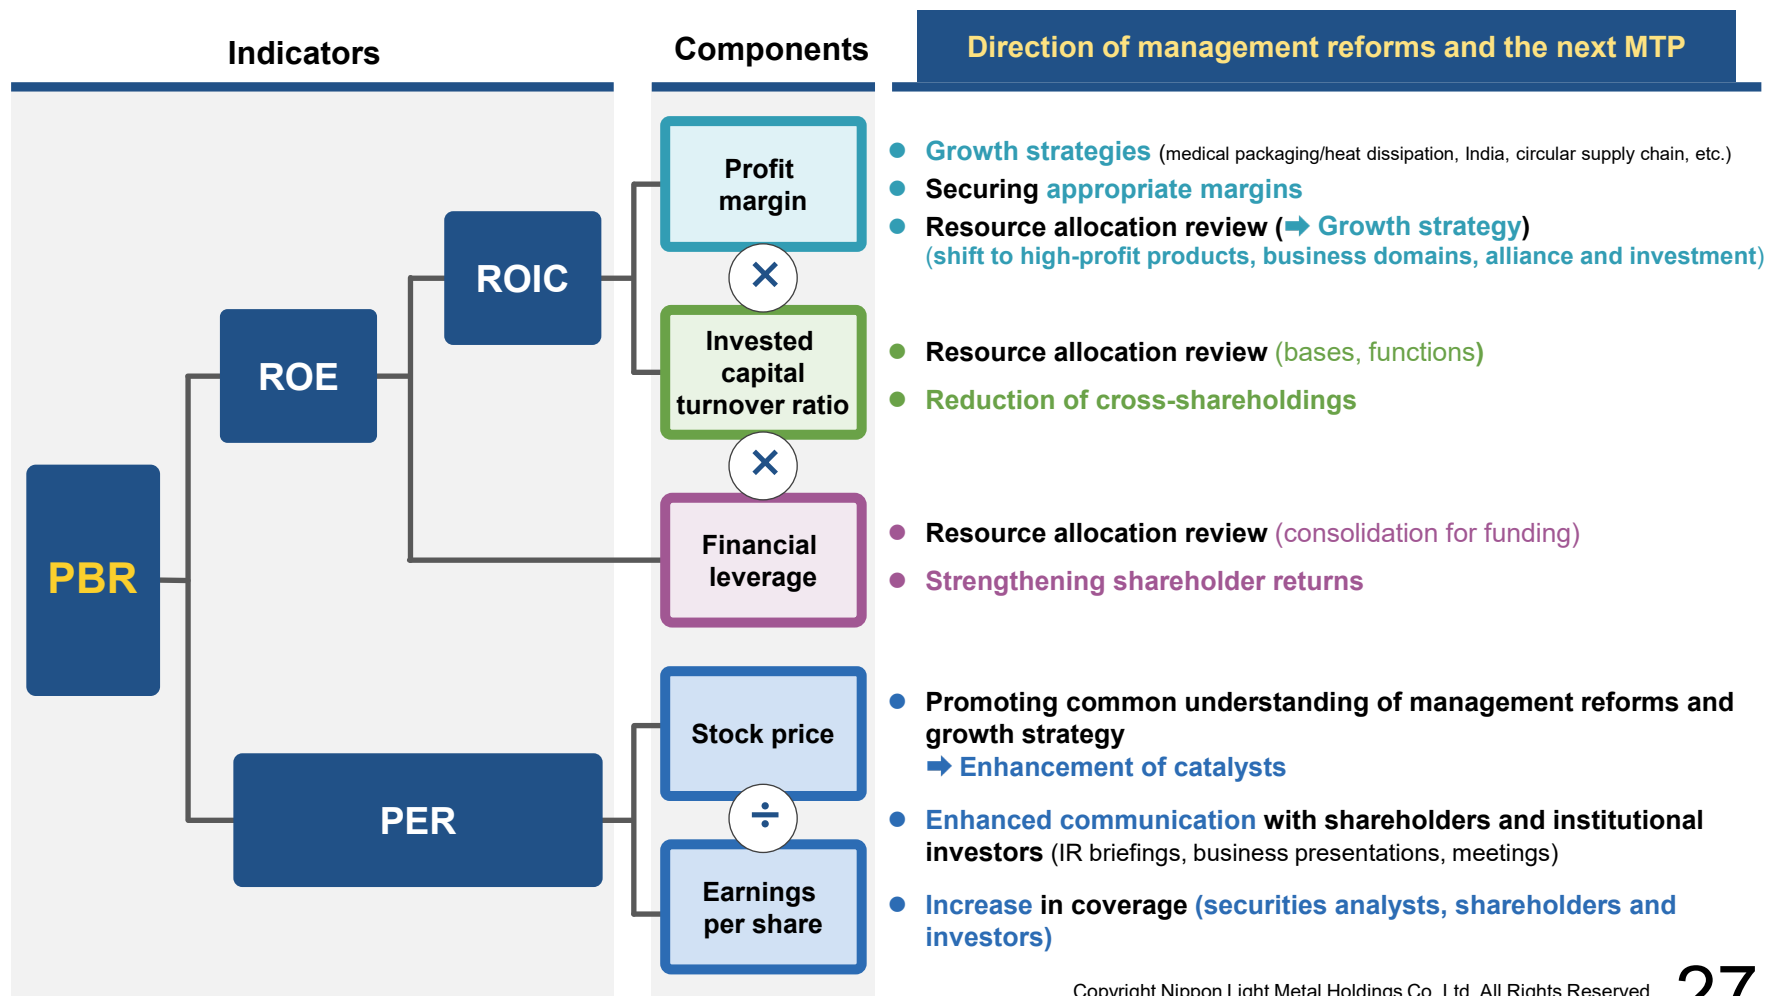 Indicators
Components
Direction of management reforms and the next MTP
PBR
ROE
ROIC
PER
Profit
margin
×
Invested
capital
turnover ratio
×
Financial
leverage
Stock price
÷
Earnings
per share
● Growth strategies (medical packaging/heat dissipation, India, circular supply chain, etc.)
● Securing appropriate margins
● Resource allocation review (➡ Growth strategy)
(shift to high-profit products, business domains, alliance and investment)
● Resource allocation review (bases, functions)
● Reduction of cross-shareholdings
● Resource allocation review (consolidation for funding)
● Strengthening shareholder returns
● Promoting common understanding of management reforms and
growth strategy
➡ Enhancement of catalysts
● Enhanced communication with shareholders and institutional
investors (IR briefings, business presentations, meetings)
● Increase in coverage (securities analysts, shareholders and
investors)
Copyright Nippon Light Metal Holdings Co., Ltd. All Rights Reserved
27